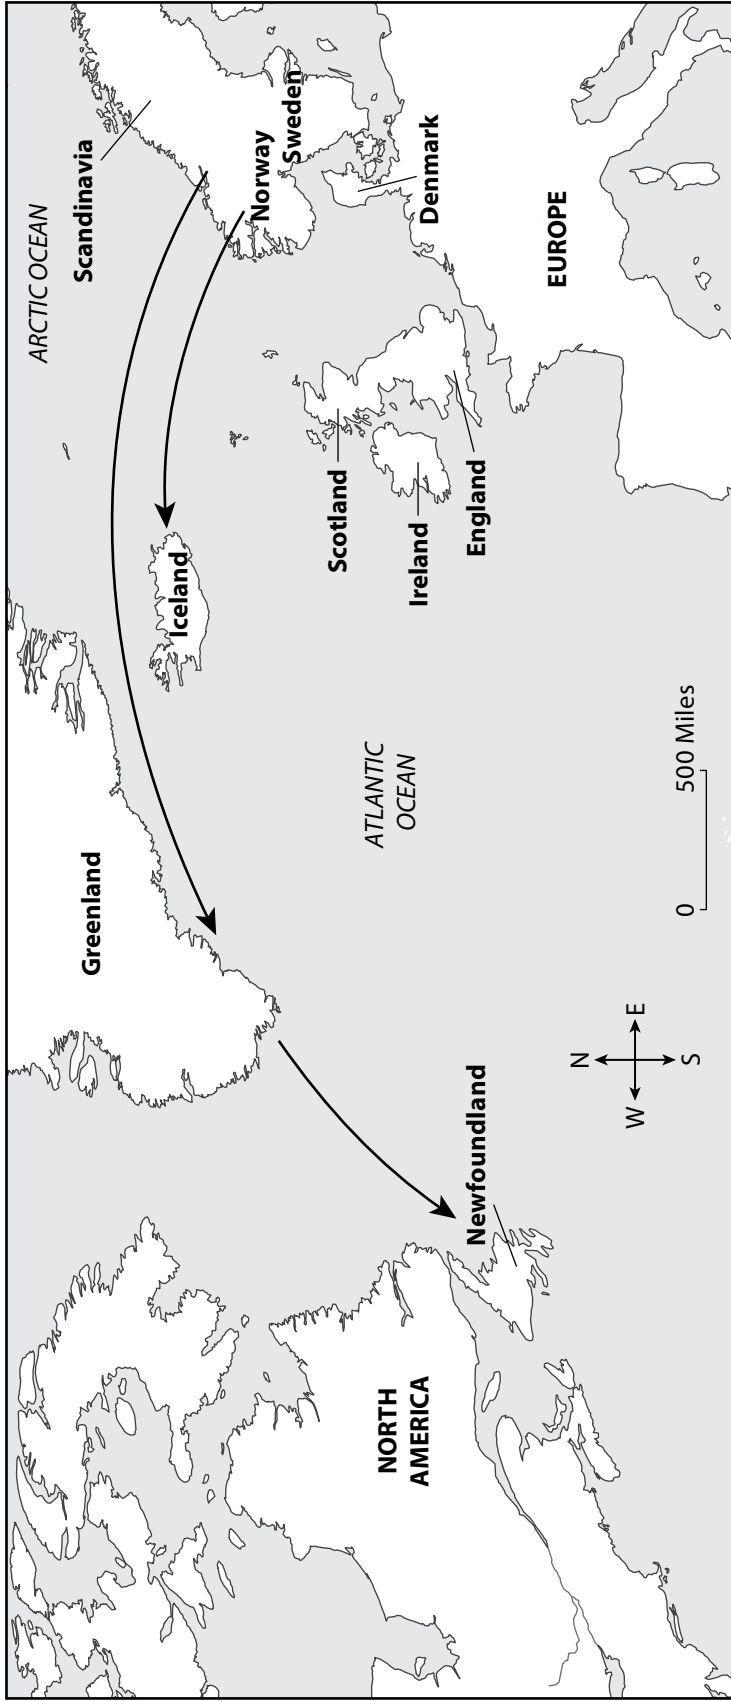 ARCTIC OCEAN
Scandinavia
Norway
Sweden
Denmark
EUROPE
Greenland
Iceland
Scotland
Ireland
England
ATLANTIC
OCEAN
NORTH
AMERICA
Newfoundland
N
W E
S
0 500 Miles